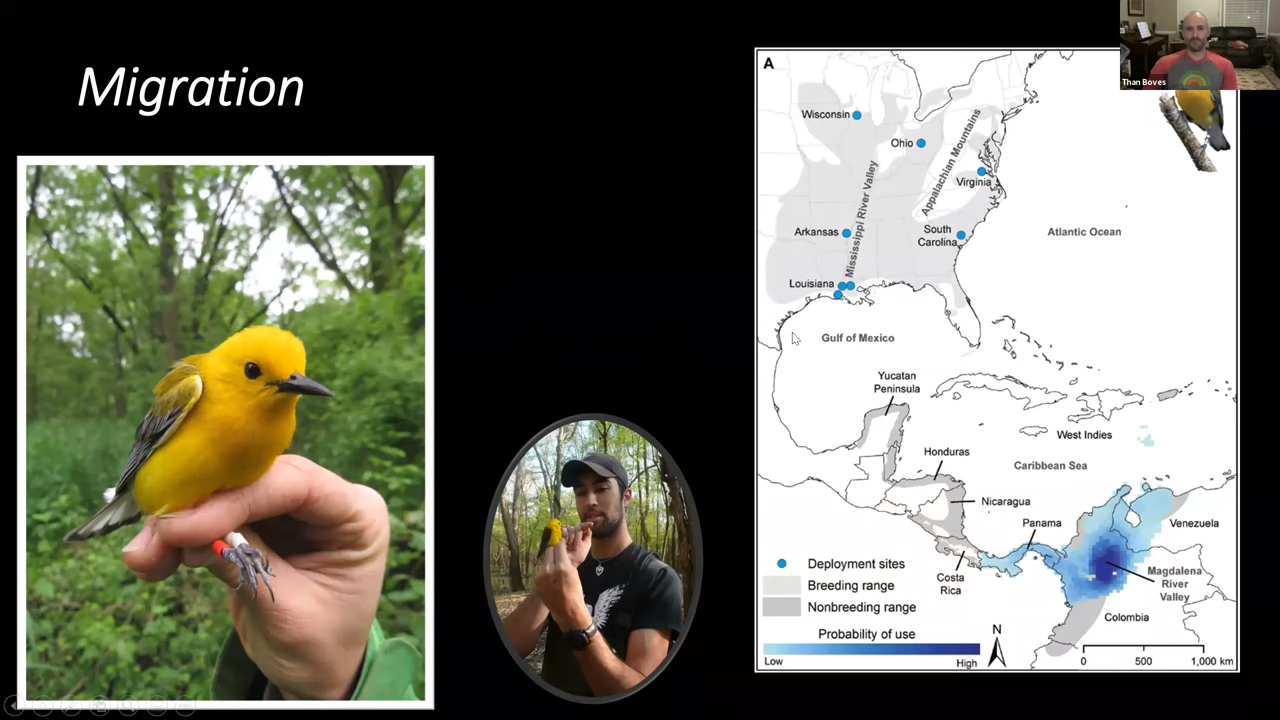 Migration
Than Boves
A
Wisconsin
Ohio
Appalachian Mountains
Virginia
Mississippi River Valley
Arkansas
South
Carolina
Atlantic Ocean
Louisiana
Gulf of Mexico
Yucatan
Peninsula
West Indies
Honduras
Caribbean Sea
Nicaragua
Panama
Venezuela
Costa
Rica
Magdalena
River
Valley
Colombia
Deployment sites
Breeding range
Nonbreeding range
Probability of use
Low
High
N
0
500
1,000 km